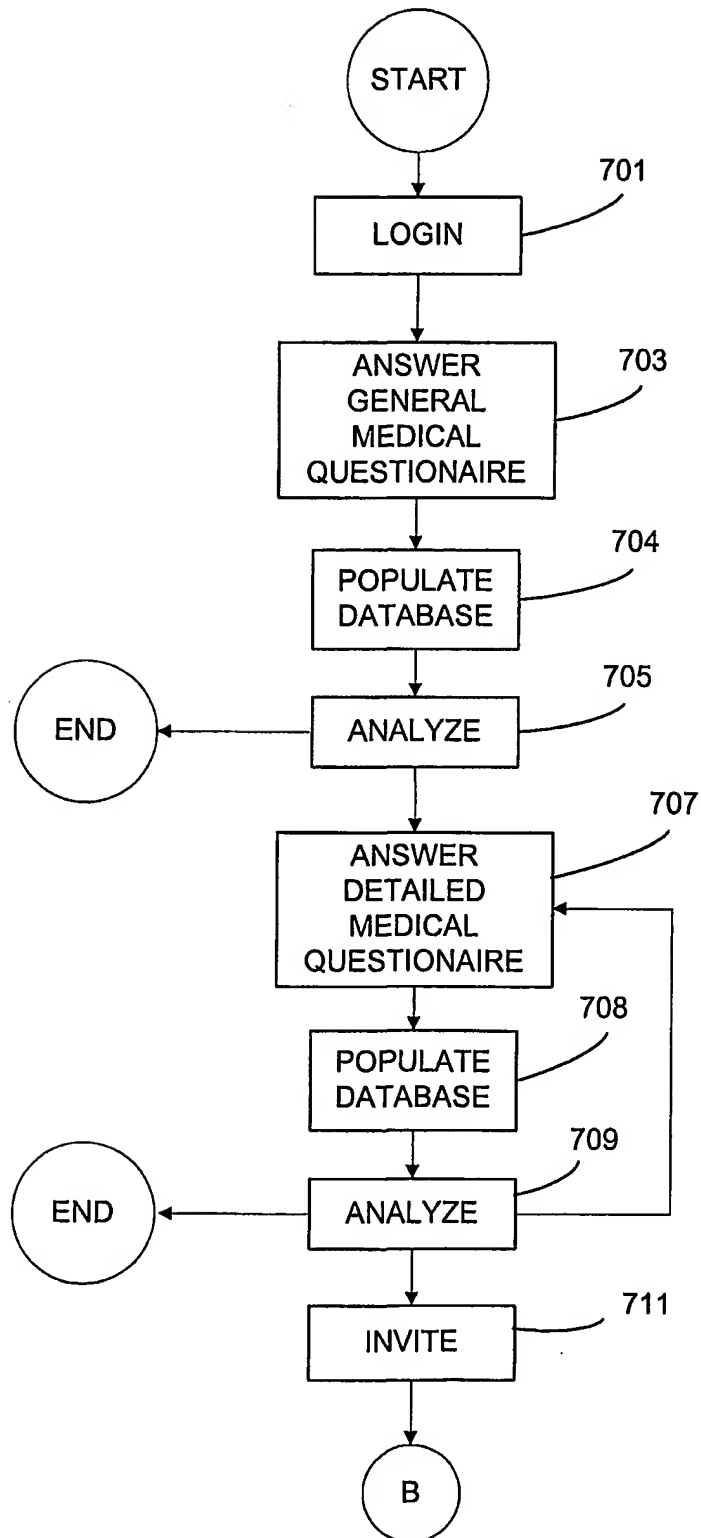 START
701
LOGIN
703
ANSWER
GENERAL
MEDICAL
QUESTIONAIRE
704
POPULATE
DATABASE
705
END
ANALYZE
707
ANSWER
DETAILED
MEDICAL
QUESTIONAIRE
708
POPULATE
DATABASE
709
END
ANALYZE
711
INVITE
B